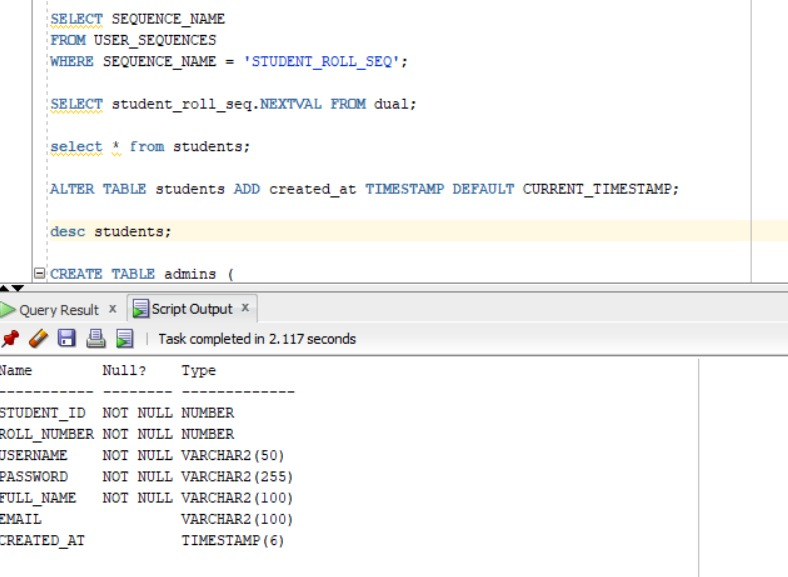 SELECT SEQUENCE_NAME
FROM USER_SEQUENCES
WHERE SEQUENCE_NAME = 'STUDENT_ROLL_SEQ';
SELECT student_roll_seq.NEXTVAL FROM dual;
select * from students;
ALTER TABLE students ADD created_at TIMESTAMP DEFAULT CURRENT_TIMESTAMP;
desc students;
CREATE TABLE admins (
Query Result x Script Output x
Task completed in 2.117 seconds
Name Null? Type
----------- -------- -------------
STUDENT_ID NOT NULL NUMBER
ROLL_NUMBER NOT NULL NUMBER
USERNAME NOT NULL VARCHAR2(50)
PASSWORD NOT NULL VARCHAR2(255)
FULL_NAME NOT NULL VARCHAR2(100)
EMAIL VARCHAR2(100)
CREATED_AT TIMESTAMP(6)